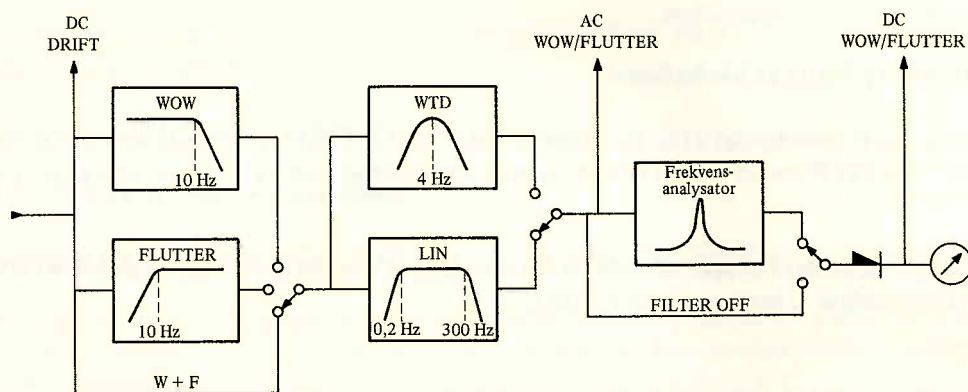 DC
DRIFT
AC
WOW/FLUTTER
DC
WOW/FLUTTER
WOW
10 Hz
WTD
4 Hz
Frekvens-
analysator
FLUTTER
10 Hz
LIN
0,2 Hz
300 Hz
FILTER OFF
W + F